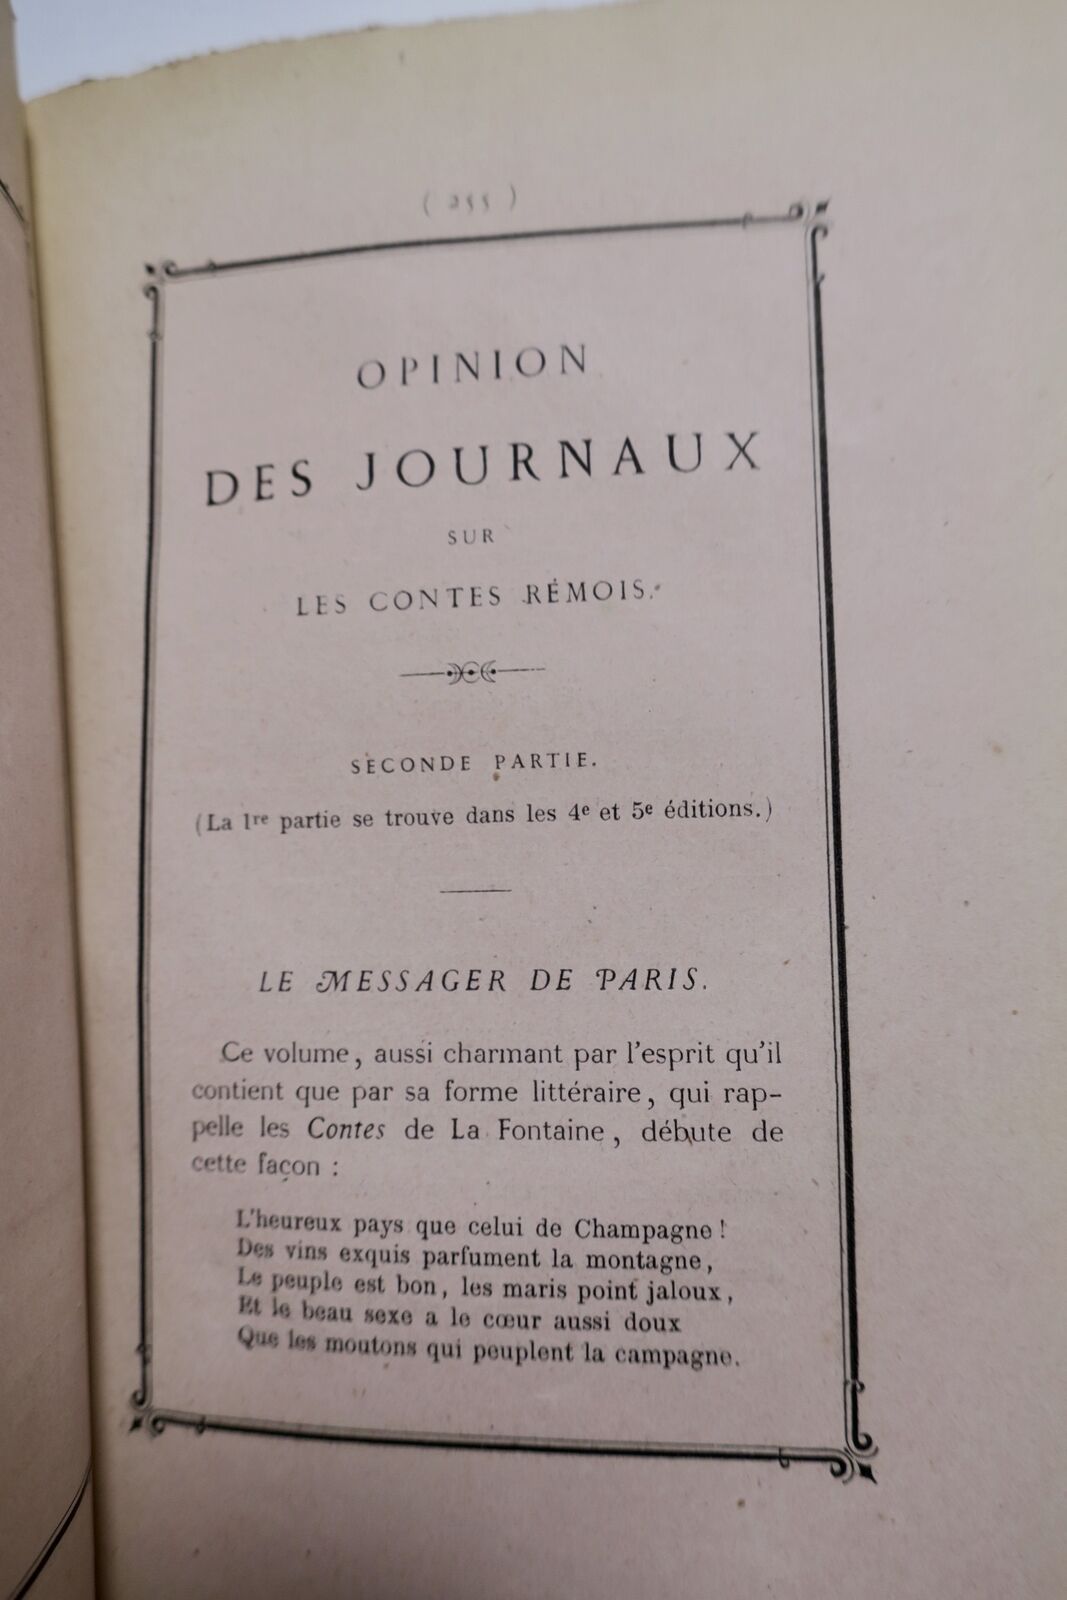 ( 255 )
OPINION
DES JOURNAUX
SUR
LES CONTES RÉMOIS.
SECONDE PARTIE.
(La 1re partie se trouve dans les 4e et 5e éditions.)
LE MESSAGER DE PARIS.
Ce volume, aussi charmant par l'esprit qu'il
contient que par sa forme littéraire, qui rap-
pelle les Contes de La Fontaine, débute de
cette façon :
L'heureux pays que celui de Champagne !
Des vins exquis parfument la montagne,
Le peuple est bon, les maris point jaloux,
Et le beau sexe a le cœur aussi doux
Que les moutons qui peuplent la campagne.